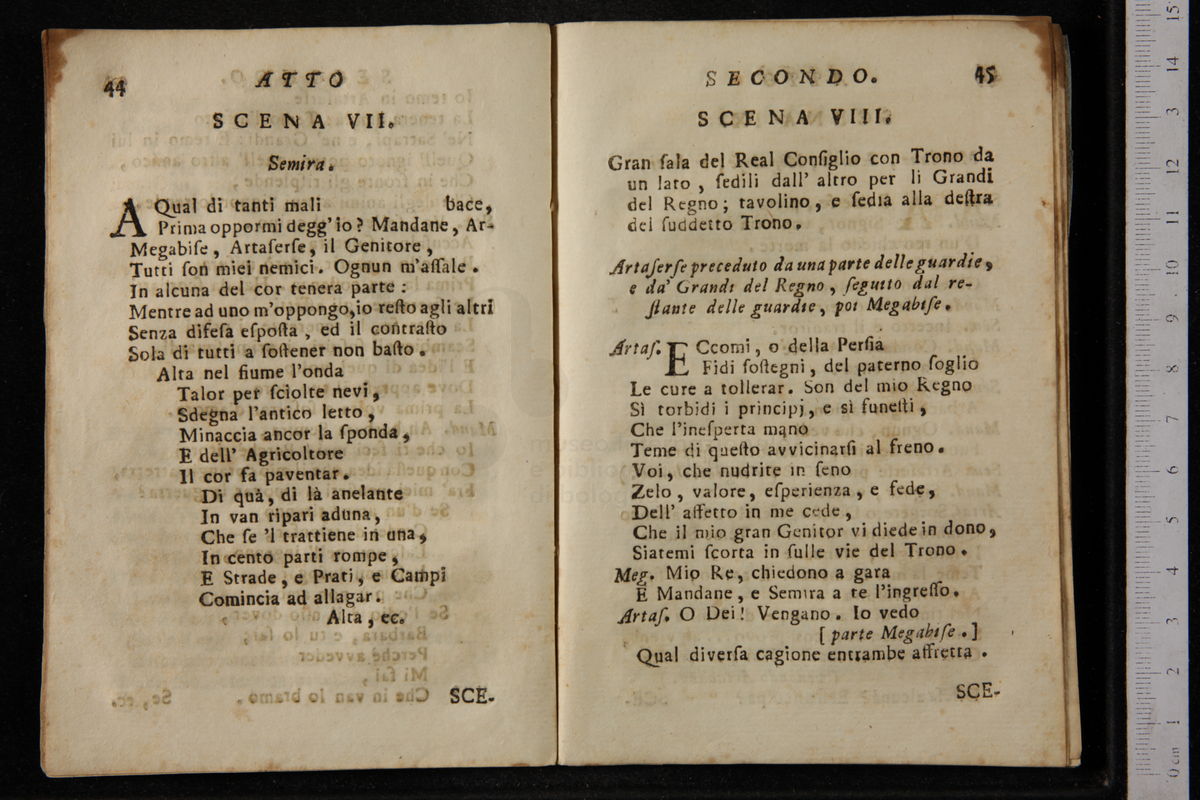 44
ATTO
SCENA VII.
Semira.
A Qual di tanti mali bace,
Prima oppormi degg'io? Mandane, Ar-
Megabiſe, Artaſerſe, il Genitore,
Tutti ſon miei nemici. Ognun m'aſſale.
In alcuna del cor tenera parte:
Mentre ad uno m'oppongo, io reſto agli altri
Senza difeſa eſpoſta, ed il contraſto
Sola di tutti a ſoſtener non baſto.
Alta nel fiume l'onda
Talor per ſciolte nevi,
Sdegna l'antico letto,
Minaccia ancor la ſponda,
E dell' Agricoltore
Il cor fa paventar.
Di quà, di là anelante
In van ripari aduna,
Che ſe 'l trattiene in una,
In cento parti rompe,
E Strade, e Prati, e Campi
Comincia ad allagar.
Alta, ec.
SCE-
SECONDO.
45
SCENA VIII.
Gran ſala del Real Conſiglio con Trono da
un lato, ſedili dall' altro per li Grandi
del Regno; tavolino, e ſedia alla deſtra
del ſuddetto Trono.
Artaſerſe preceduto da una parte delle guardie,
e da' Grandi del Regno, ſeguito dal re-
ſtante delle guardie, poi Megabiſe.
Artaſ. ECcomi, o della Perſia
Fidi ſoſtegni, del paterno ſoglio
Le cure a tollerar. Son del mio Regno
Sì torbidi i principj, e sì funeſti,
Che l'ineſperta mano
Teme di queſto avvicinarſi al freno.
Voi, che nudrite in ſeno
Zelo, valore, eſperienza, e fede,
Dell' affetto in me cede,
Che il mio gran Genitor vi diede in dono,
Siatemi ſcorta in ſulle vie del Trono.
Meg. Mio Re, chiedono a gara
E Mandane, e Semira a te l'ingreſſo.
Artaſ. O Dei! Vengano. Io vedo
[ parte Megabiſe. ]
Qual diverſa cagione entrambe affretta.
SCE-